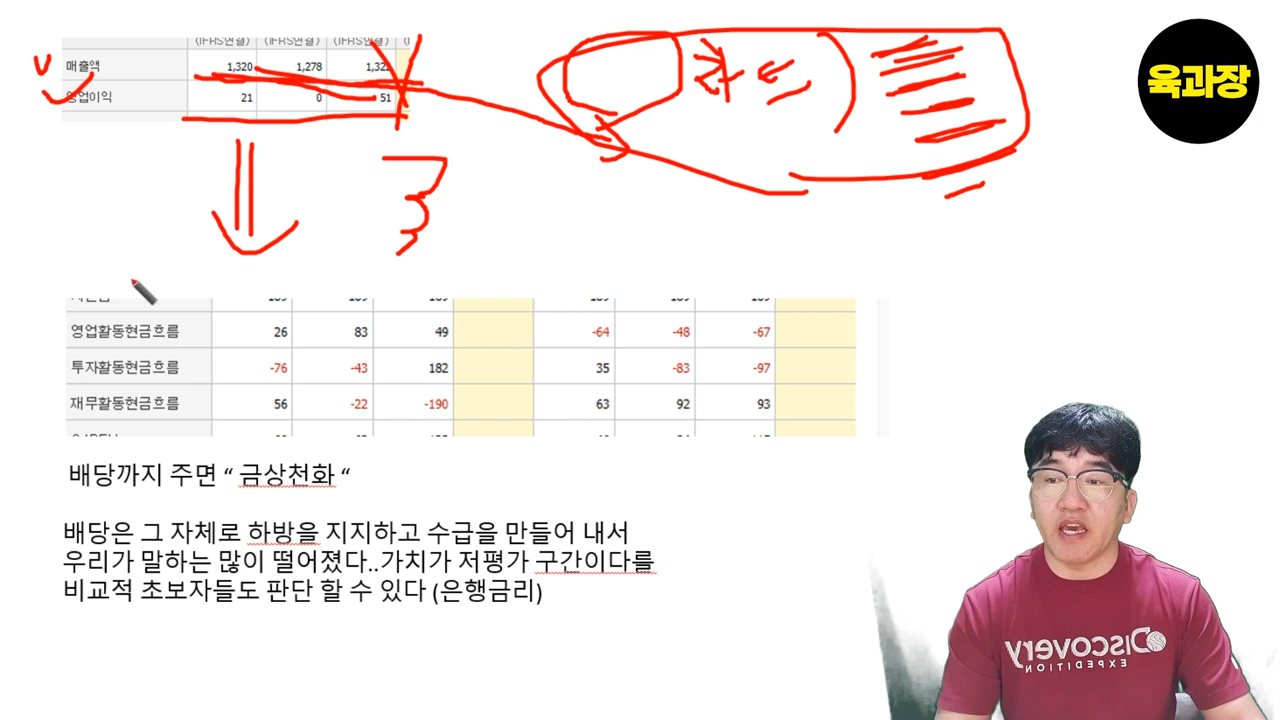 (IFRS연결) (IFRS연결) (IFRS연결)
육과장
매출액 1,320 1,278
영업이익 21 0 51
3
영업활동현금흐름 26 83 49 -64 -48 -67
투자활동현금흐름 -76 -43 182 35 -83 -97
재무활동현금흐름 56 -22 -190 63 92 93
배당까지 주면 “ 금상천화 “
배당은 그 자체로 하방을 지지하고 수급을 만들어 내서
우리가 말하는 많이 떨어졌다..가치가 저평가 구간이다를
비교적 초보자들도 판단 할 수 있다 (은행금리)
Discovery
EXPEDITION